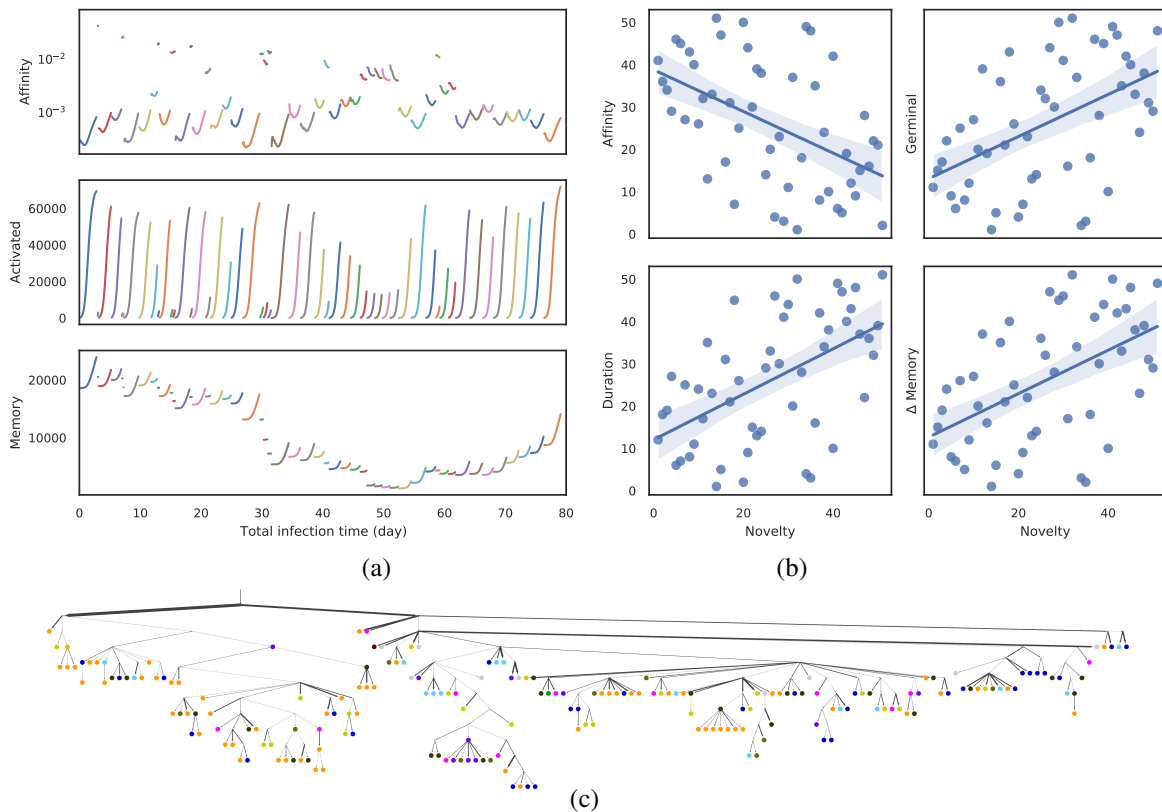 Affinity
10⁻²
10⁻³
Activated
60000
40000
20000
0
Memory
20000
10000
0 10 20 30 40 50 60 70 80
Total infection time (day)
(a)
Affinity
50
40
30
20
10
0
Germinal
Duration
50
40
30
20
10
0
0 20 40
Novelty
Δ Memory
0 20 40
Novelty
(b)
(c)